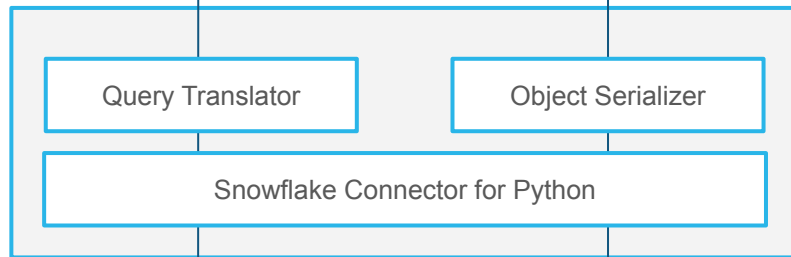 Query Translator
Object Serializer
Snowflake Connector for Python